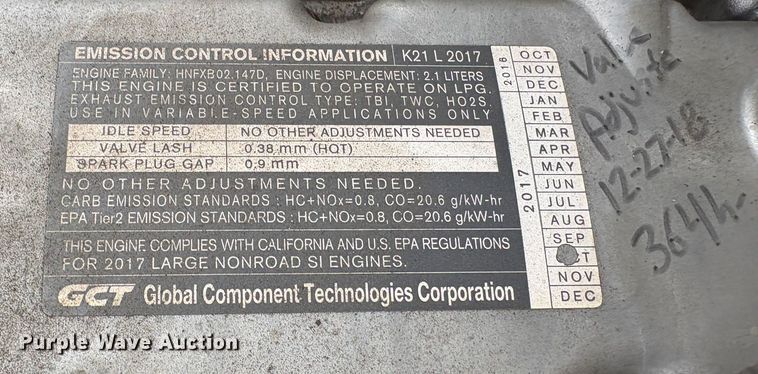 EMISSION CONTROL INFORMATION K21 L 2017
ENGINE FAMILY: HNFXB02.147D, ENGINE DISPLACEMENT: 2.1 LITERS
THIS ENGINE IS CERTIFIED TO OPERATE ON LPG.
EXHAUST EMISSION CONTROL TYPE: TBI, TWC, HO2S.
USE IN VARIABLE-SPEED APPLICATIONS ONLY
IDLE SPEED NO OTHER ADJUSTMENTS NEEDED
VALVE LASH 0.38 mm (HOT)
SPARK PLUG GAP 0.9 mm
NO OTHER ADJUSTMENTS NEEDED.
CARB EMISSION STANDARDS : HC+NOx=0.8, CO=20.6 g/kW-hr
EPA Tier2 EMISSION STANDARDS : HC+NOx=0.8, CO=20.6 g/kW-hr
THIS ENGINE COMPLIES WITH CALIFORNIA AND U.S. EPA REGULATIONS
FOR 2017 LARGE NONROAD SI ENGINES.
GCT Global Component Technologies Corporation
2016
OCT
NOV
DEC
2017
JAN
FEB
MAR
APR
MAY
JUN
JUL
AUG
SEP
NOV
DEC
Adjuste
12-27-18
364/hr
Purple Wave Auction